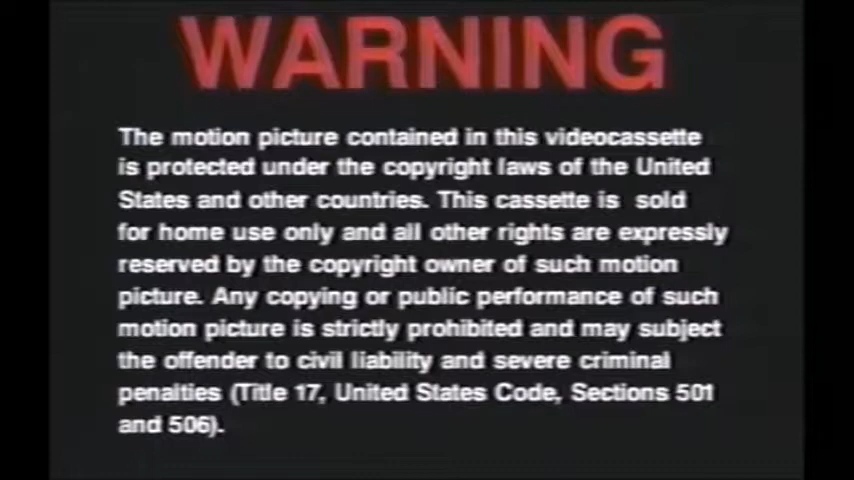 WARNING
The motion picture contained in this videocassette
is protected under the copyright laws of the United
States and other countries. This cassette is sold
for home use only and all other rights are expressly
reserved by the copyright owner of such motion
picture. Any copying or public performance of such
motion picture is strictly prohibited and may subject
the offender to civil liability and severe criminal
penalties (Title 17, United States Code, Sections 501
and 506).